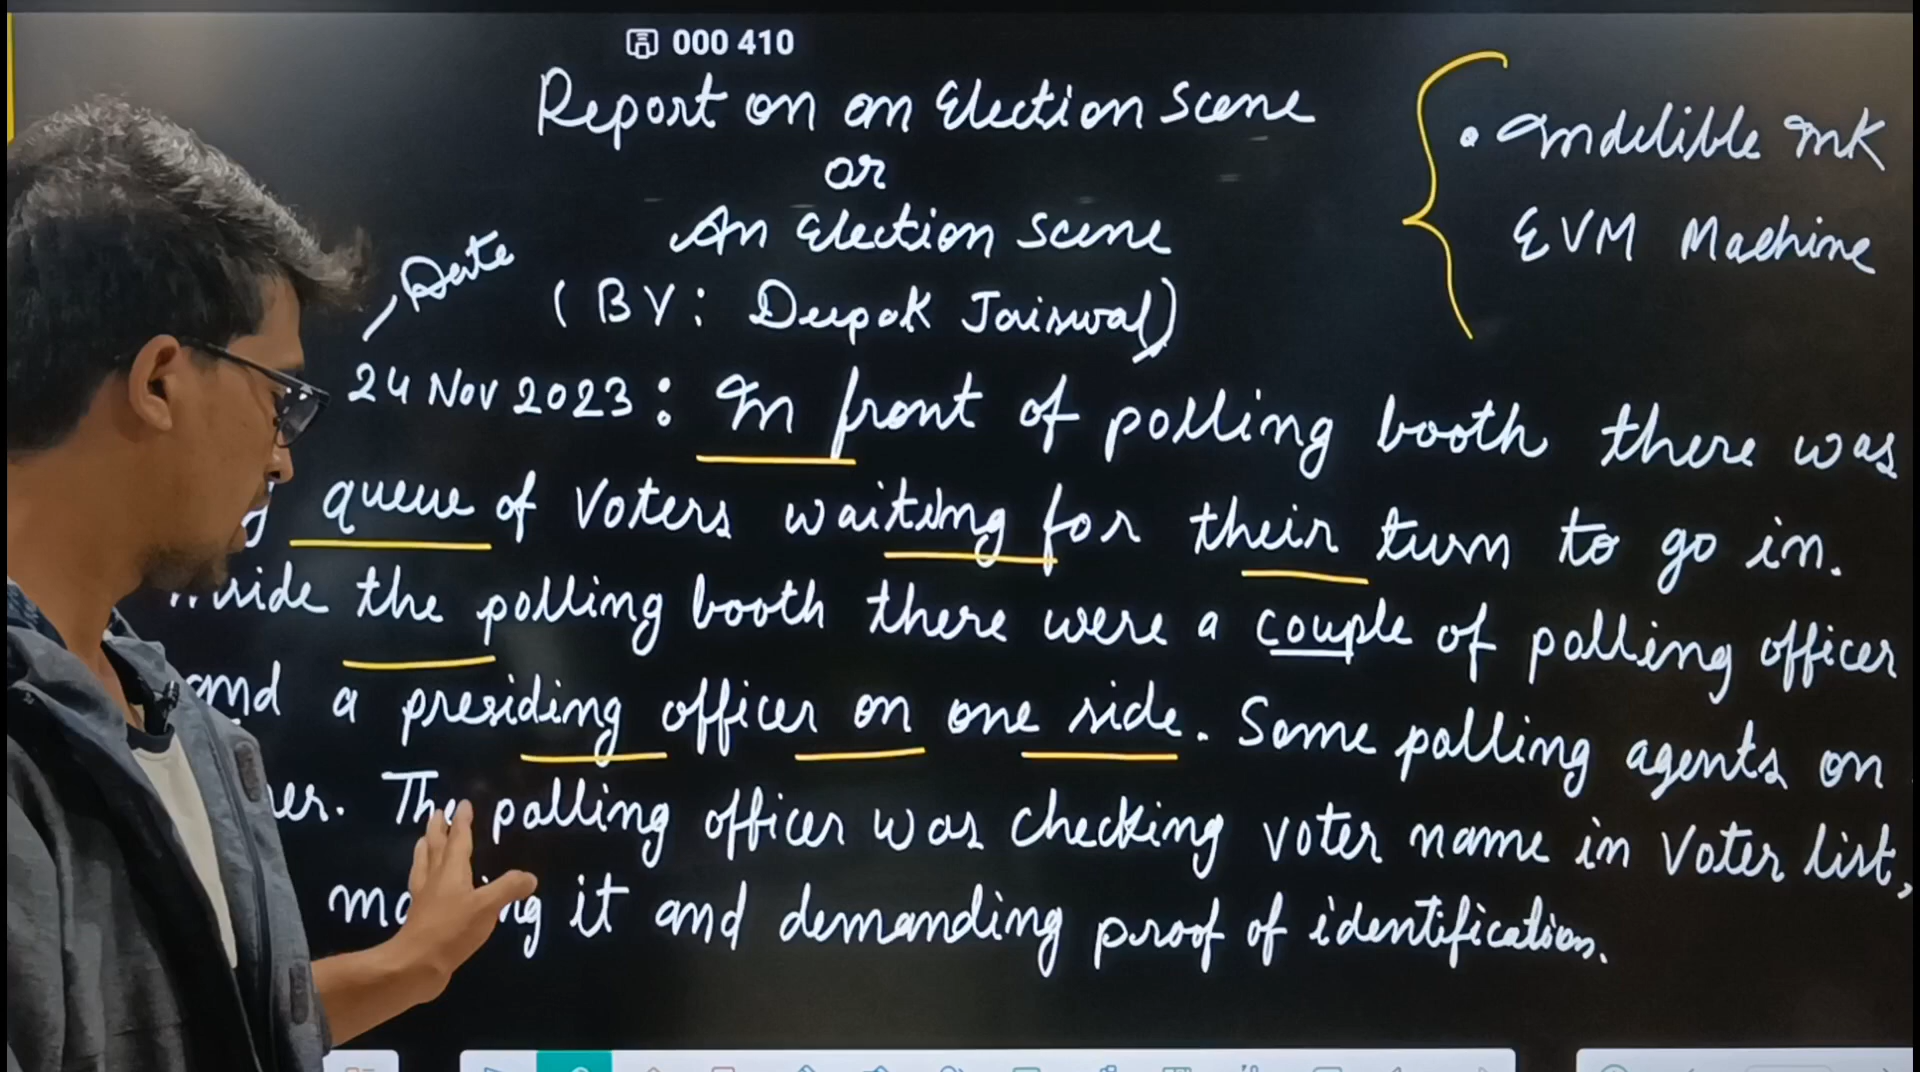 000 410
Report on an Election Scene
or
An Election Scene
(BY: Deepak Jaiswal)
Date
• Indelible ink
EVM Machine
24 Nov 2023: In front of polling booth there was
queue of Voters waiting for their turn to go in.
the polling booth there were a couple of polling officer
and a presiding officer on one side. Some polling agents on
The polling officer was checking voter name in Voter list,
it and demanding proof of identification.